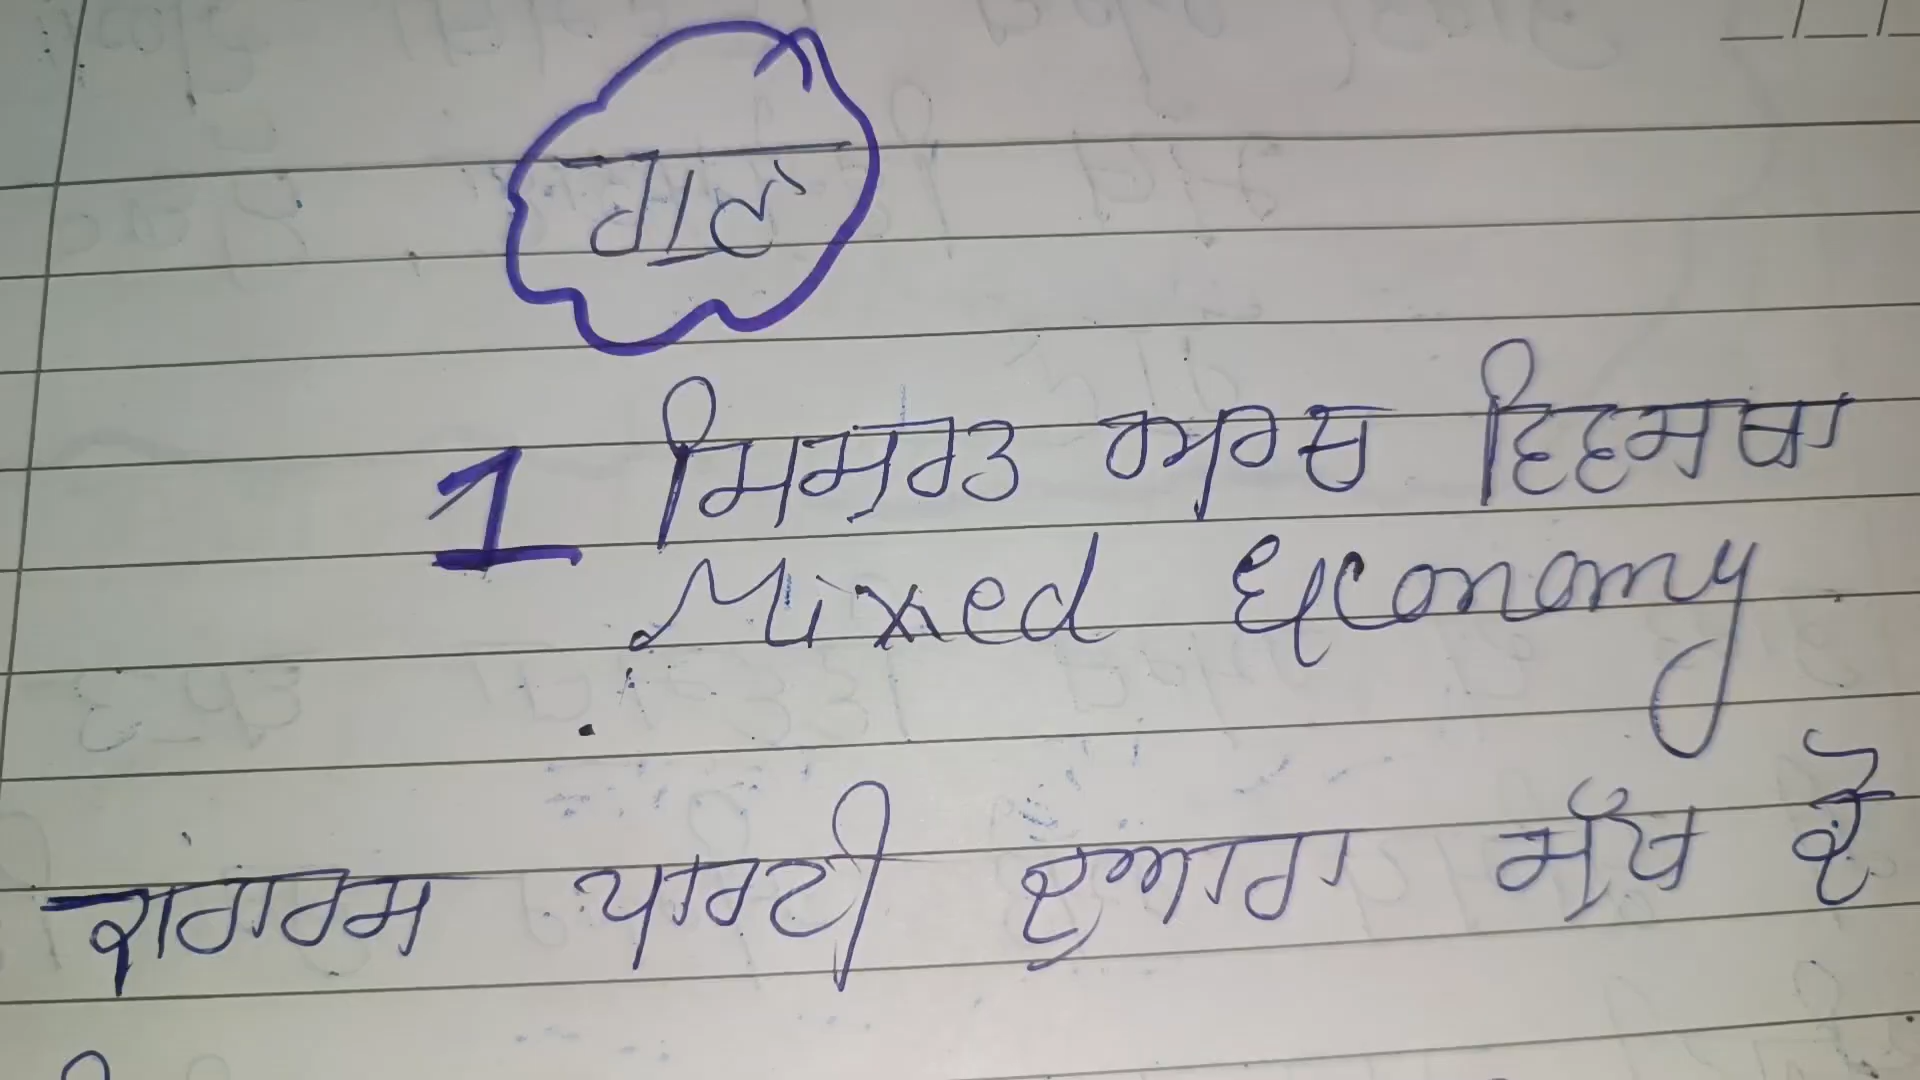 ਰਾਣੇ
1 ਮਿਸ਼ਰਤ ਅਰਥ ਵਿਵਸਥਾ
Mixed Economy
ਕਾਗਰਸ ਪਾਰਟੀ ਦੁਆਰਾ ਮੁੱਖ ਦੋ